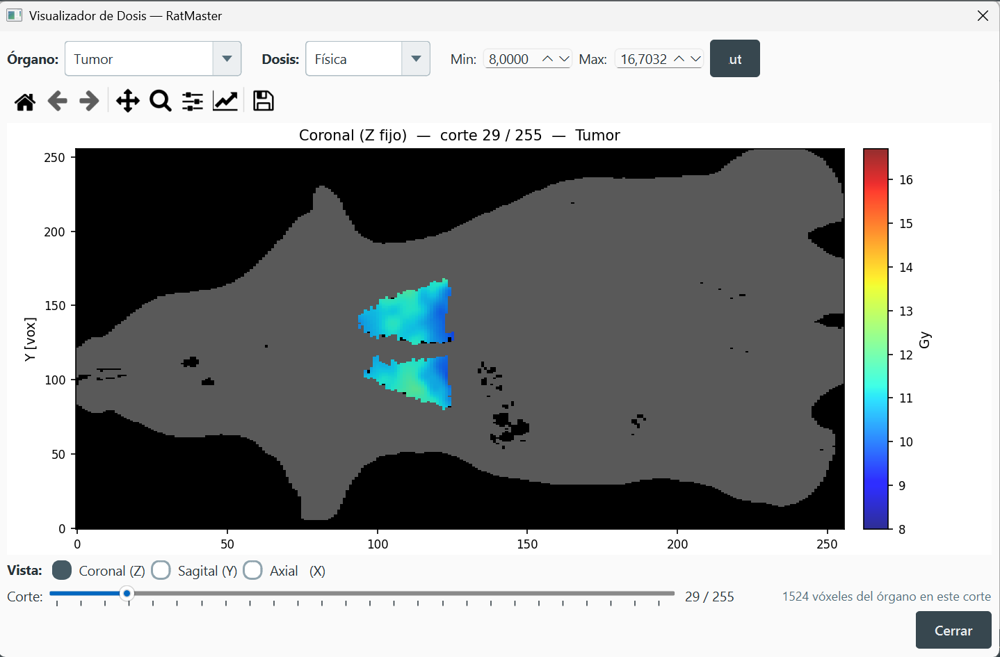 Visualizador de Dosis — RatMaster
Órgano: Tumor Dosis: Física Min: 8,0000 Max: 16,7032 ut
Coronal (Z fijo) — corte 29 / 255 — Tumor
250
200
150
100
50
0
Y [vox]
0 50 100 150 200 250
16
15
14
13
12
11
10
9
8
Gy
Vista: Coronal (Z) Sagital (Y) Axial (X)
Corte: 29 / 255 1524 vóxeles del órgano en este corte
Cerrar